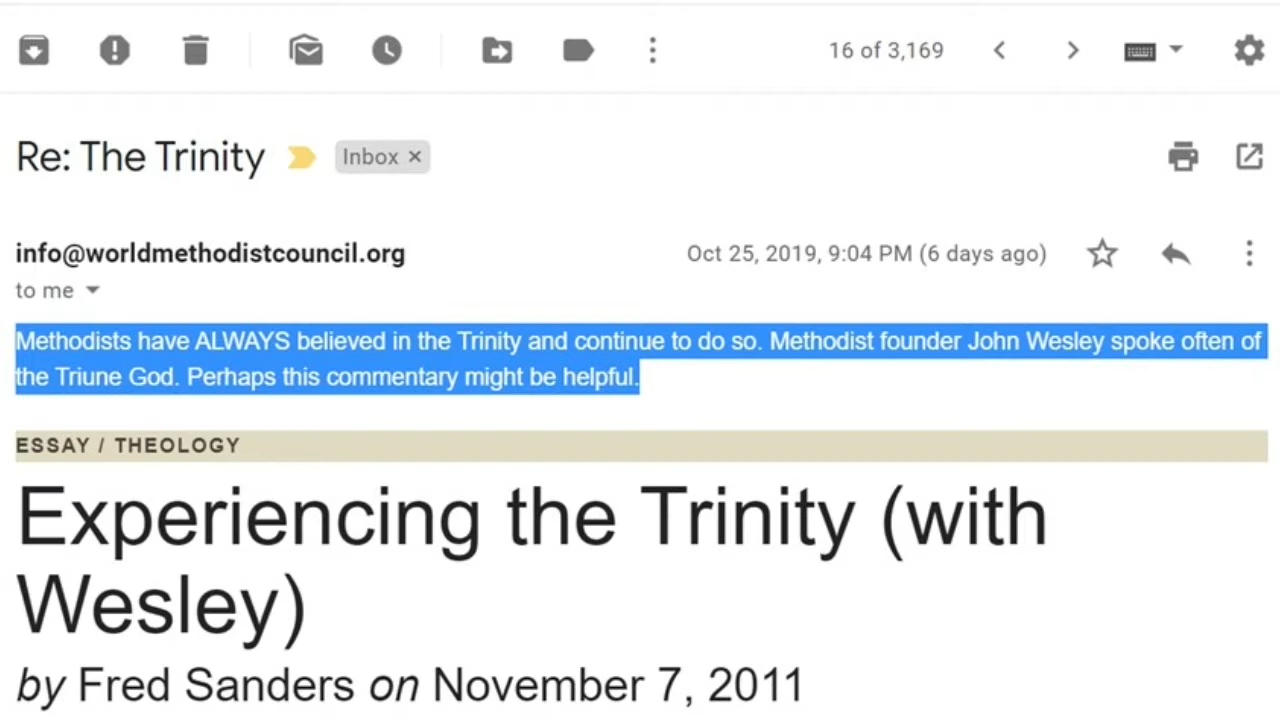 16 of 3,169
Re: The Trinity
Inbox ×
info@worldmethodistcouncil.org
Oct 25, 2019, 9:04 PM (6 days ago)
to me
Methodists have ALWAYS believed in the Trinity and continue to do so. Methodist founder John Wesley spoke often of
the Triune God. Perhaps this commentary might be helpful.
ESSAY / THEOLOGY
Experiencing the Trinity (with
Wesley)
by Fred Sanders on November 7, 2011